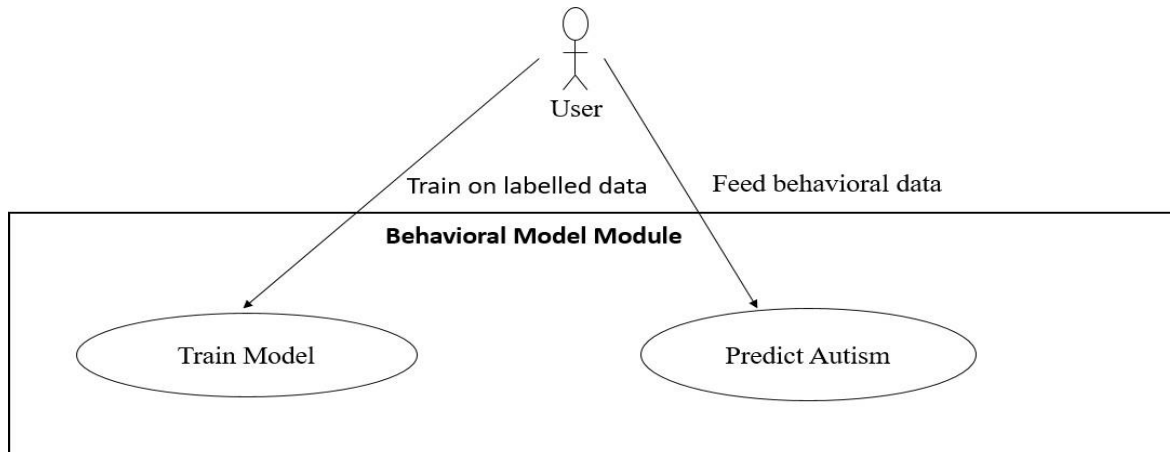 User
Train on labelled data
Feed behavioral data
Behavioral Model Module
Train Model
Predict Autism